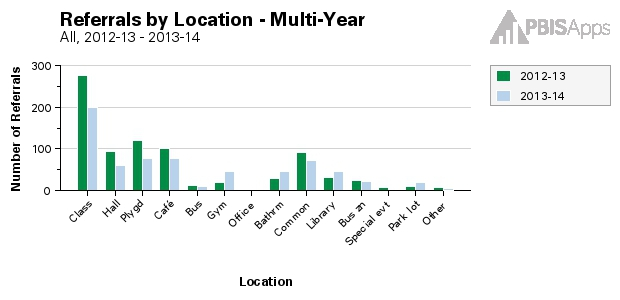 Referrals by Location - Multi-Year
All, 2012-13 - 2013-14
PBISApps
2012-13
2013-14
Number of Referrals
300
200
100
0
Class
Hall
Plygd
Café
Bus
Gym
Office
Bathrm
Common
Library
Bus zn
Special evt
Park lot
Other
Location